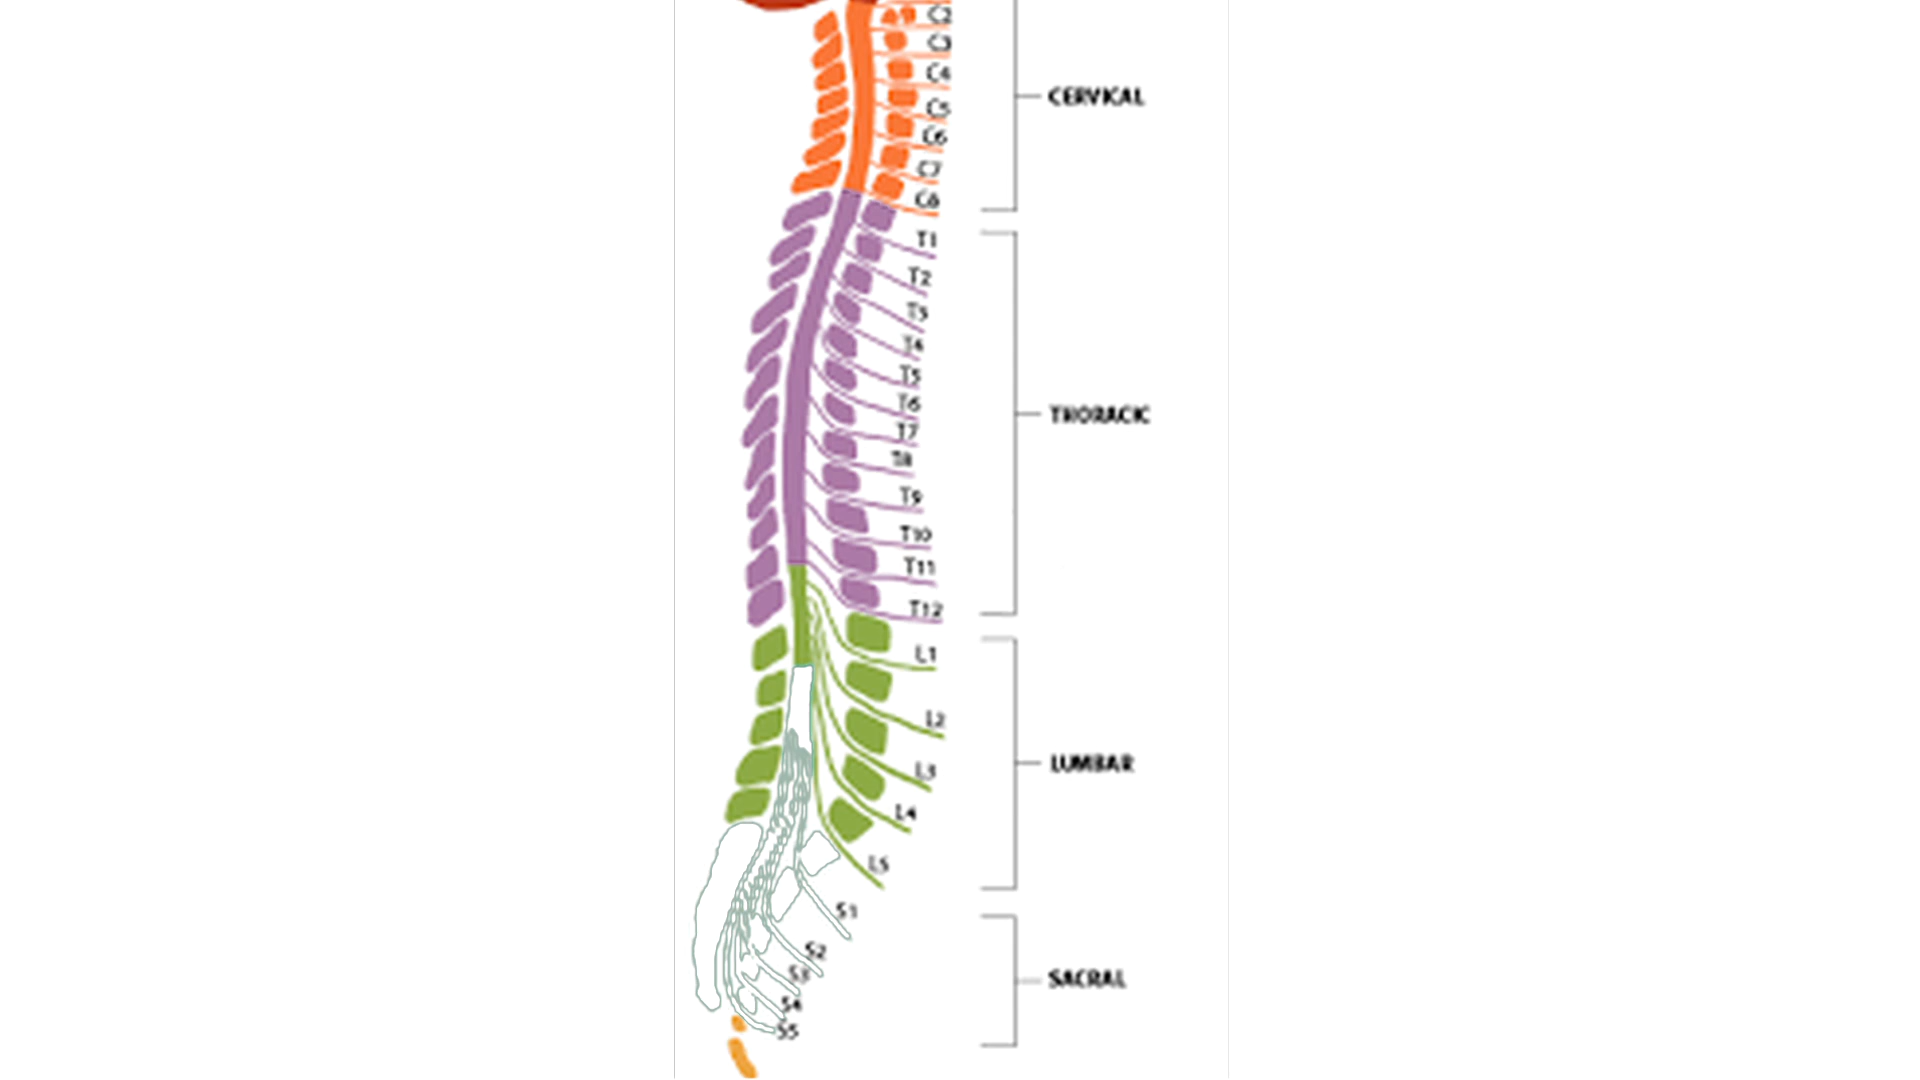 C2
C3
C4
CERVICAL
C5
C6
C7
C8
T1
T2
T3
T4
T5
T6
THORACIC
T7
T8
T9
T10
T11
T12
L1
L2
LUMBAR
L3
L4
L5
S1
S2
S3
SACRAL
S4
S5